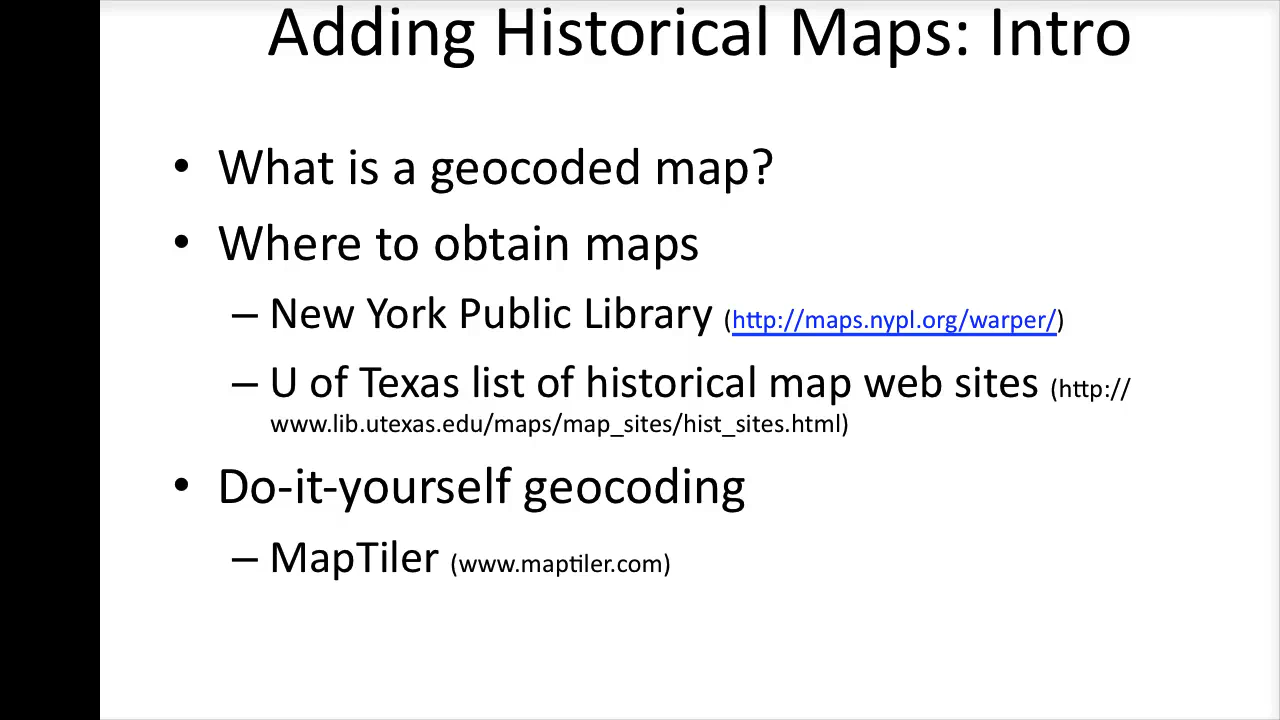 Adding Historical Maps: Intro
• What is a geocoded map?
• Where to obtain maps
– New York Public Library (http://maps.nypl.org/warper/)
– U of Texas list of historical map web sites (http://
www.lib.utexas.edu/maps/map_sites/hist_sites.html)
• Do-it-yourself geocoding
– MapTiler (www.maptiler.com)